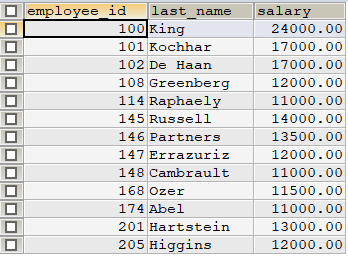 employee_id last_name salary
100 King 24000.00
101 Kochhar 17000.00
102 De Haan 17000.00
108 Greenberg 12000.00
114 Raphaely 11000.00
145 Russell 14000.00
146 Partners 13500.00
147 Errazuriz 12000.00
148 Cambrault 11000.00
168 Ozer 11500.00
174 Abel 11000.00
201 Hartstein 13000.00
205 Higgins 12000.00